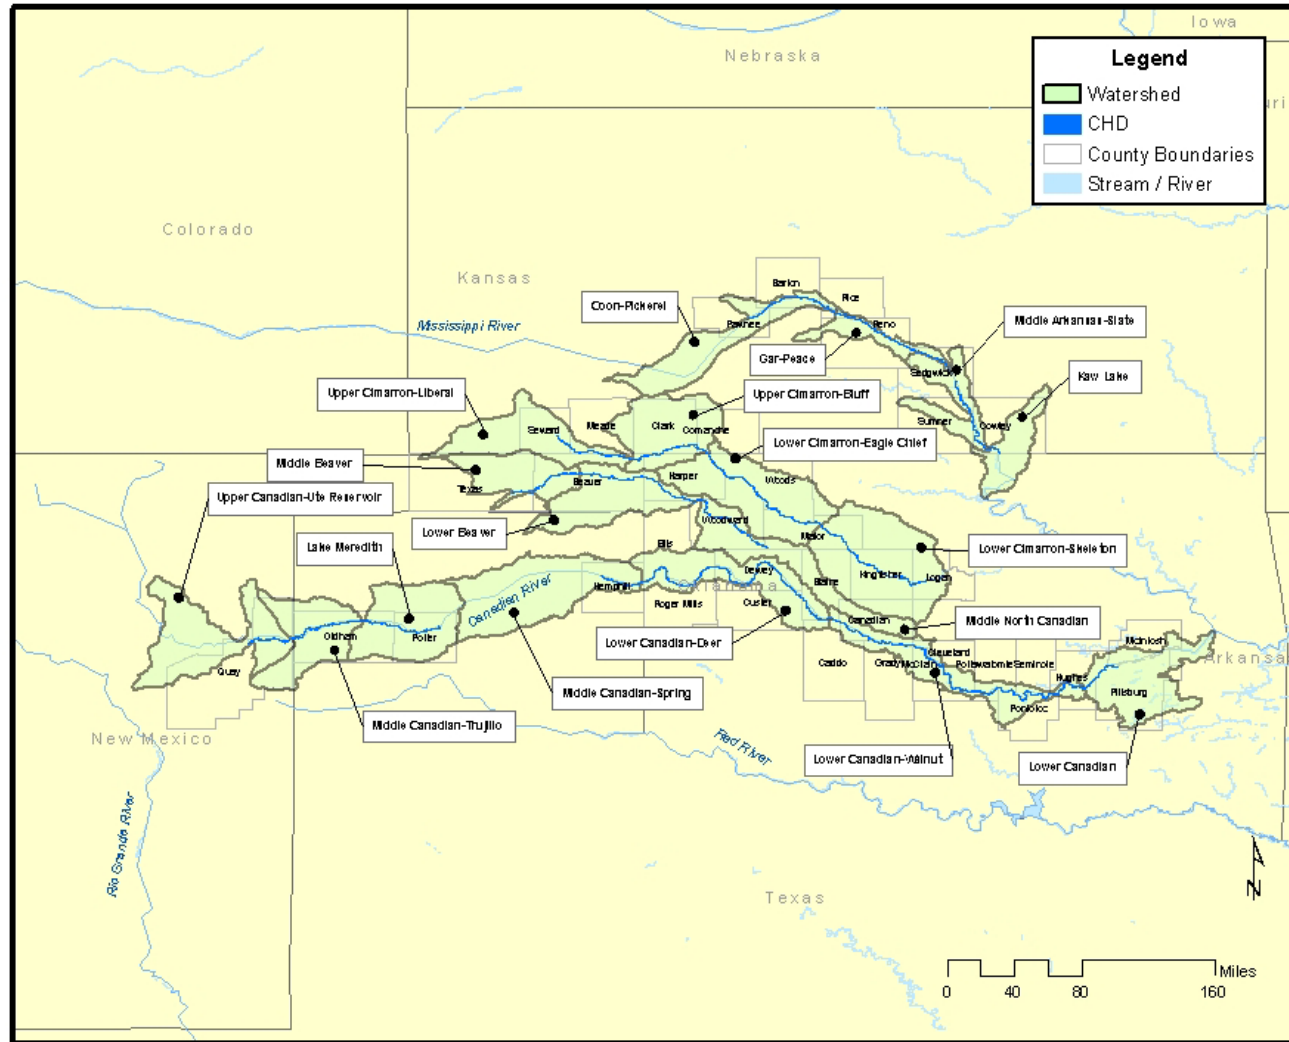 Iowa
Nebraska
Legend
Watershed
CHD
County Boundaries
Stream / River
uri
Colorado
Kansas
Barton
Rice
Coon-Pickerel
Pawnee
Reno
Middle Arkansas-Slate
Mississippi River
Gar-Peace
Sedgwick
Kaw Lake
Upper Cimarron-Liberal
Upper Cimarron-Bluff
Sumner
Cowley
Seward
Meade
Clark
Comanche
Lower Cimarron-Eagle Chief
Middle Beaver
Texas
Beaver
Harper
Woods
Upper Canadian-Ute Reservoir
Lower Beaver
Woodward
Major
Lake Meredith
Ellis
Lower Cimarron-Skeleton
Canadian River
Hemphill
Dewey
Blaine
Kingfisher
Logan
Oklahoma
Roger Mills
Custer
Oldham
Potter
Canadian
Middle North Canadian
Lower Canadian-Deer
McIntosh
Quay
Caddo
Grady
McClain
Cleveland
Pottawatomie
Seminole
Hughes
Arkansa
Middle Canadian-Spring
Pittsburg
Pontotoc
New Mexico
Middle Canadian-Trujillo
Red River
Lower Canadian-Walnut
Lower Canadian
Rio Grande River
Texas
N
Miles
0 40 80 160